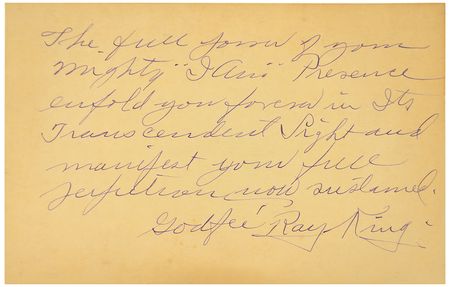 The full power of your
Mighty "I Am" Presence
enfold you forever in Its
Transcendent Light and
manifest your full
perfection now sustained.
Godfré Ray King.